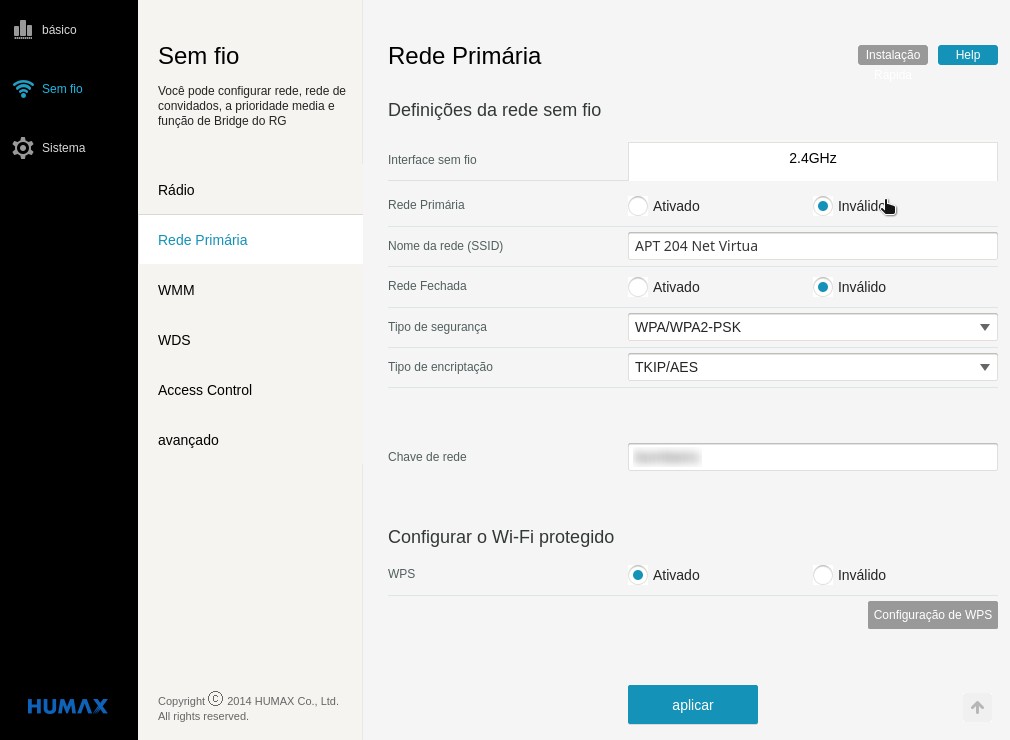 básico
Sem fio
Sistema
HUMAX
Sem fio
Você pode configurar rede, rede de
convidados, a prioridade media e
função de Bridge do RG
Rádio
Rede Primária
WMM
WDS
Access Control
avançado
Copyright © 2014 HUMAX Co., Ltd.
All rights reserved.
Rede Primária
Instalação
Rápida
Help
Definições da rede sem fio
Interface sem fio 2.4GHz
Rede Primária Ativado Inválido
Nome da rede (SSID) APT 204 Net Virtua
Rede Fechada Ativado Inválido
Tipo de segurança WPA/WPA2-PSK
Tipo de encriptação TKIP/AES
Chave de rede
Configurar o Wi-Fi protegido
WPS Ativado Inválido
Configuração de WPS
aplicar